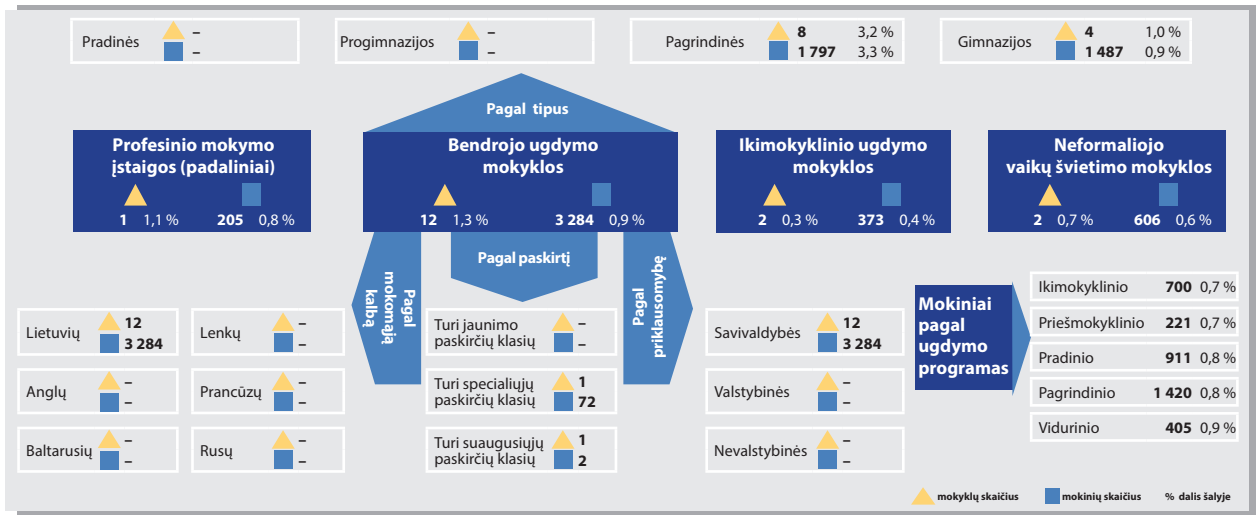 Pradinės
–
–
Progimnazijos
–
–
Pagrindinės
8 3,2 %
1 797 3,3 %
Gimnazijos
4 1,0 %
1 487 0,9 %
Pagal tipus
Profesinio mokymo
įstaigos (padaliniai)
1 1,1 % 205 0,8 %
Bendrojo ugdymo
mokyklos
12 1,3 % 3 284 0,9 %
Ikimokyklinio ugdymo
mokyklos
2 0,3 % 373 0,4 %
Neformaliojo
vaikų švietimo mokyklos
2 0,7 % 606 0,6 %
Pagal
mokomąją
kalbą
Pagal paskirtį
Pagal
priklausomybę
Lietuvių
12
3 284
Lenkų
–
–
Anglų
–
–
Prancūzų
–
–
Baltarusių
–
–
Rusų
–
–
Turi jaunimo
paskirčių klasių
–
–
Turi specialiųjų
paskirčių klasių
1
72
Turi suaugusiųjų
paskirčių klasių
1
2
Savivaldybės
12
3 284
Valstybinės
–
–
Nevalstybinės
–
–
Mokiniai
pagal
ugdymo
programas
Ikimokyklinio 700 0,7 %
Priešmokyklinio 221 0,7 %
Pradinio 911 0,8 %
Pagrindinio 1 420 0,8 %
Vidurinio 405 0,9 %
mokyklų skaičius mokinių skaičius % dalis šalyje